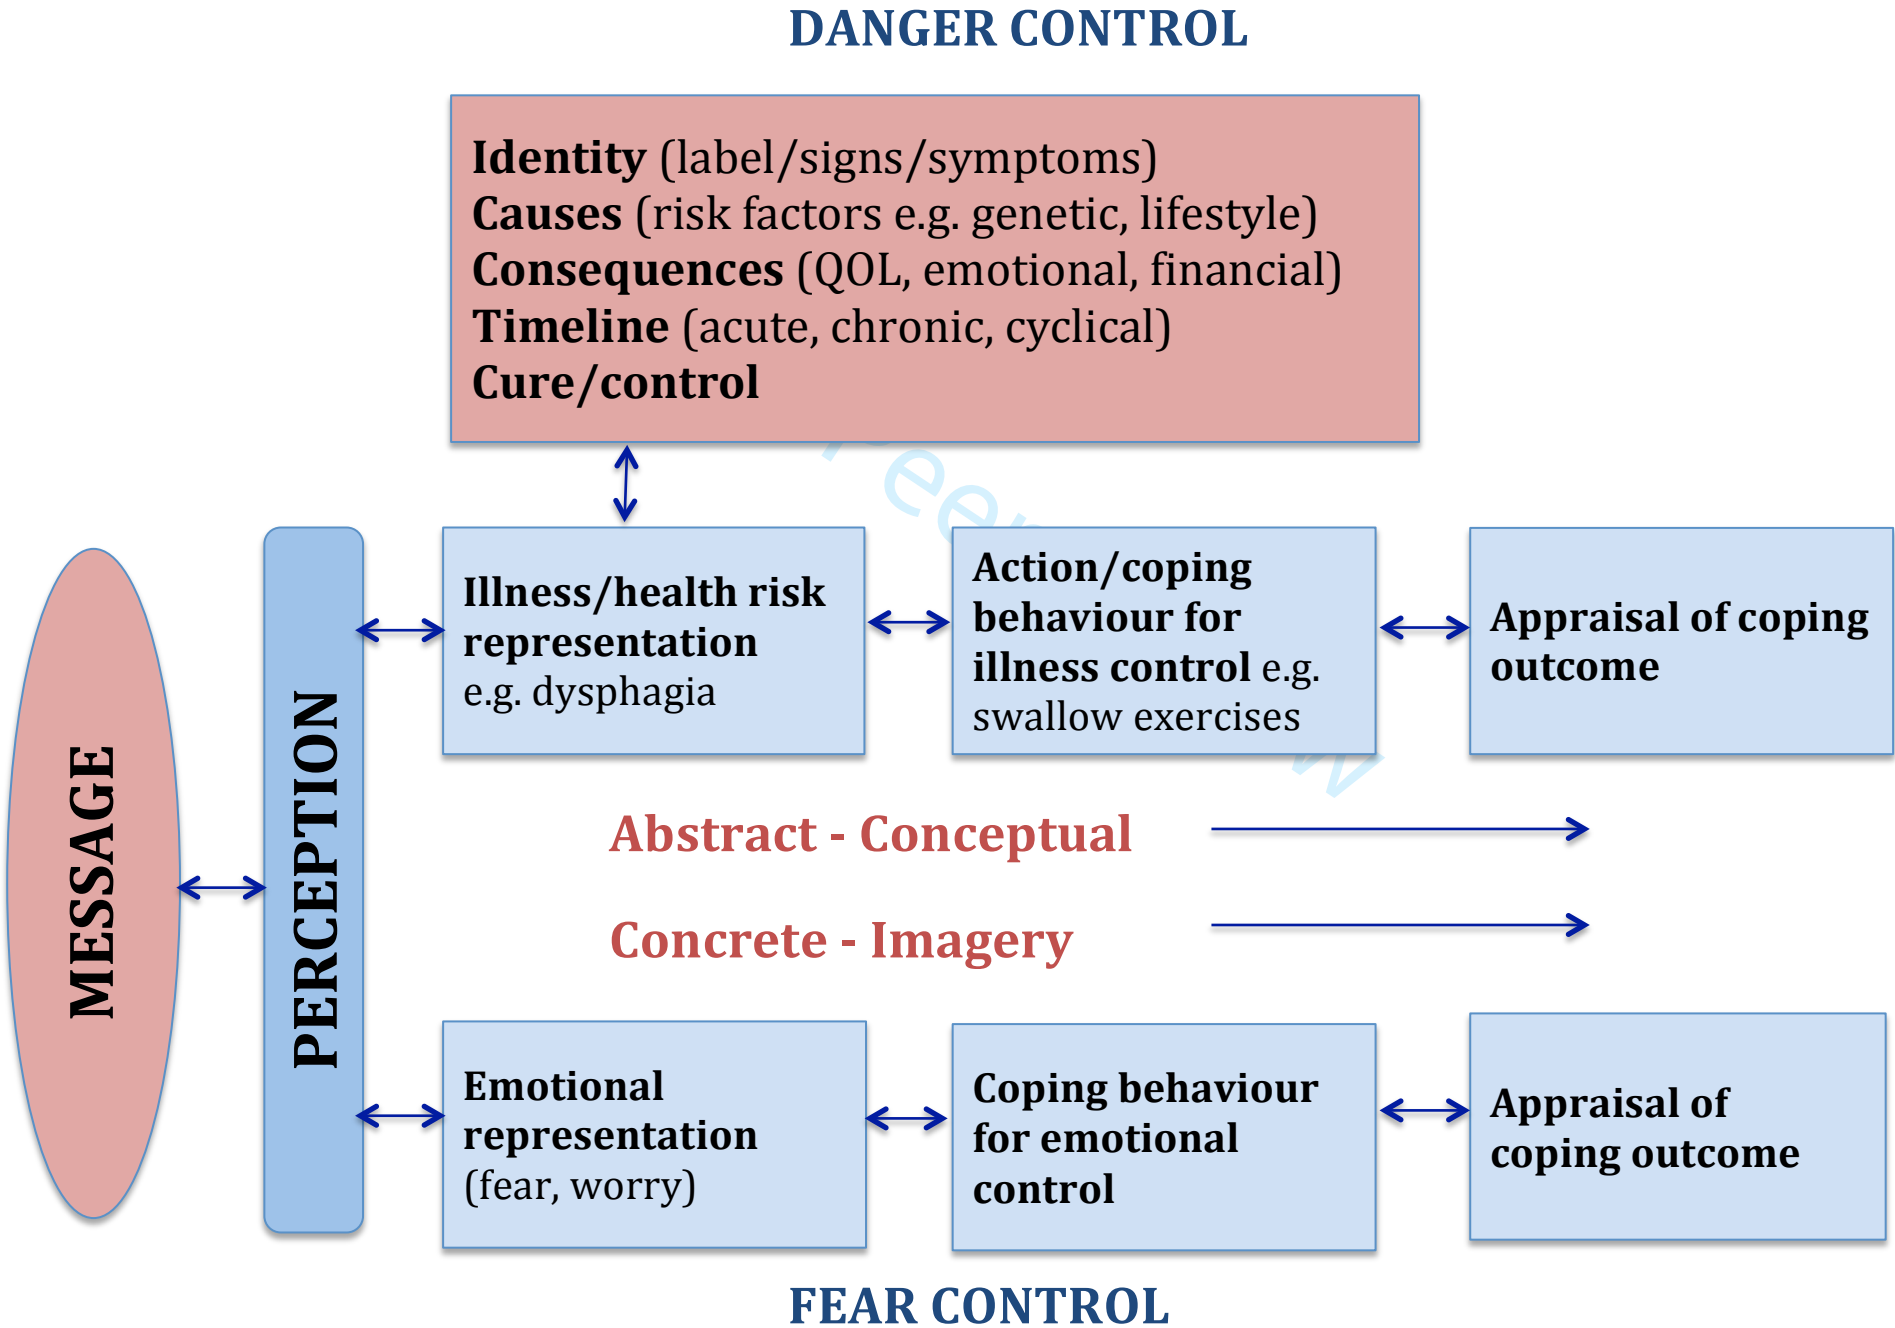 DANGER CONTROL
Identity (label/signs/symptoms)
Causes (risk factors e.g. genetic, lifestyle)
Consequences (QOL, emotional, financial)
Timeline (acute, chronic, cyclical)
Cure/control
MESSAGE
PERCEPTION
Illness/health risk
representation
e.g. dysphagia
Action/coping
behaviour for
illness control e.g.
swallow exercises
Appraisal of coping
outcome
Abstract - Conceptual
Concrete - Imagery
Emotional
representation
(fear, worry)
Coping behaviour
for emotional
control
Appraisal of
coping outcome
FEAR CONTROL